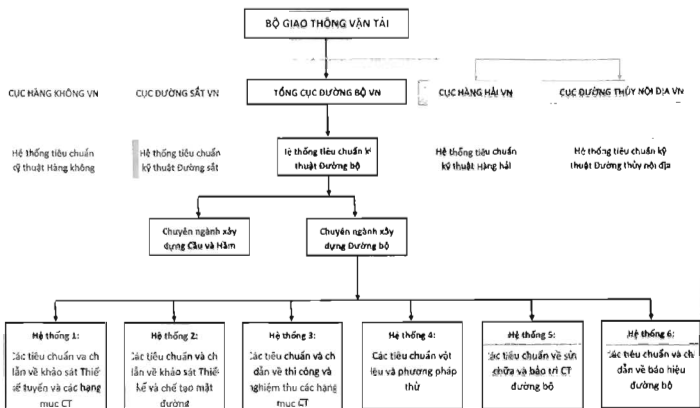 BỘ GIAO THÔNG VẬN TẢI
CỤC HÀNG KHÔNG VN
CỤC ĐƯỜNG SẮT VN
TỔNG CỤC ĐƯỜNG BỘ VN
CỤC HÀNG HẢI VN
CỤC ĐƯỜNG THỦY NỘI ĐỊA VN
Hệ thống tiêu chuẩn
kỹ thuật Hàng không
Hệ thống tiêu chuẩn
kỹ thuật Đường sắt
lệ thống tiêu chuẩn k
thuật Đường bộ
Hệ thống tiêu chuẩn
kỹ thuật Hàng hải
Hệ thống tiêu chuẩn kỹ
thuật Đường thủy nội địa
Chuyên ngành xây
dựng Cầu và Hầm
Chuyên ngành xây
dựng Đường bộ
Hệ thống 1:
Các tiêu chuẩn và ch
dẫn về khảo sát Thiế
kế tuyến và các hạng
mục CT
Hệ thống 2:
Các tiêu chuẩn và ch
dẫn về khảo sát Thiế
kế và chế tạo mặt
đường
Hệ thống 3:
Các tiêu chuẩn và ch
dẫn về thi công và
nghiệm thu các hạng
mục CT
Hệ thống 4:
Các tiêu chuẩn vật
liệu và phương pháp
thử
Hệ thống 5:
Các tiêu chuẩn về sửa
chữa và bảo trì CT
đường bộ
Hệ thống 6:
Các tiêu chuẩn và ch
dẫn về báo hiệu
đường bộ